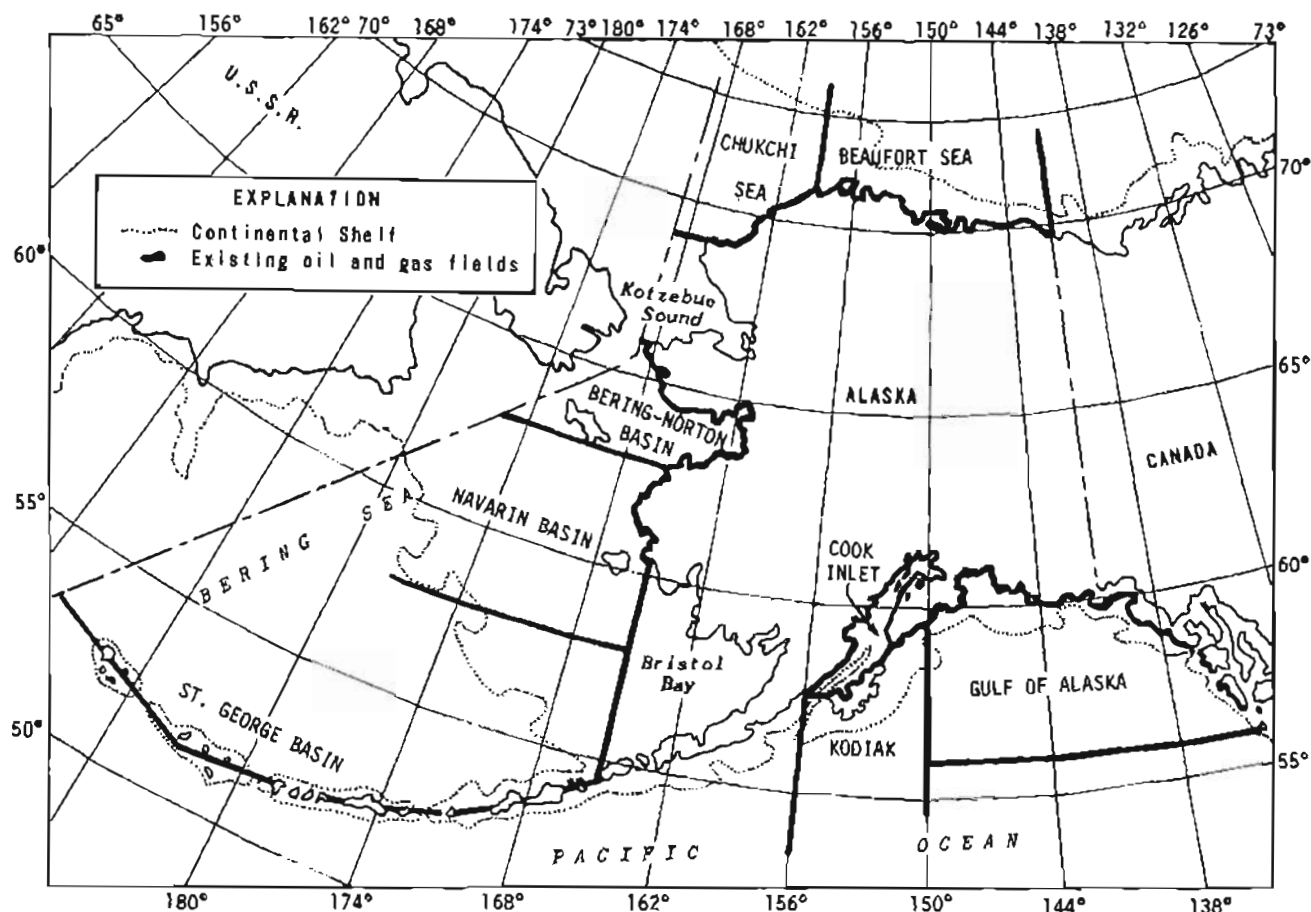 65° 156° 162° 70° 168° 174° 73° 180° 174° 168° 162° 156° 150° 144° 138° 132° 126° 73°
U.S.S.R.
CHUKCHI
SEA
BEAUFORT SEA
70°
EXPLANATION
Continental Shelf
Existing oil and gas fields
60°
Kotzebue
Sound
65°
ALASKA
BERING-NORTON
BASIN
CANADA
55°
NAVARIN BASIN
BERING SEA
COOK
INLET
60°
Bristol
Bay
ST. GEORGE BASIN
GULF OF ALASKA
50°
KODIAK
55°
PACIFIC OCEAN
180° 174° 168° 162° 156° 150° 144° 138°